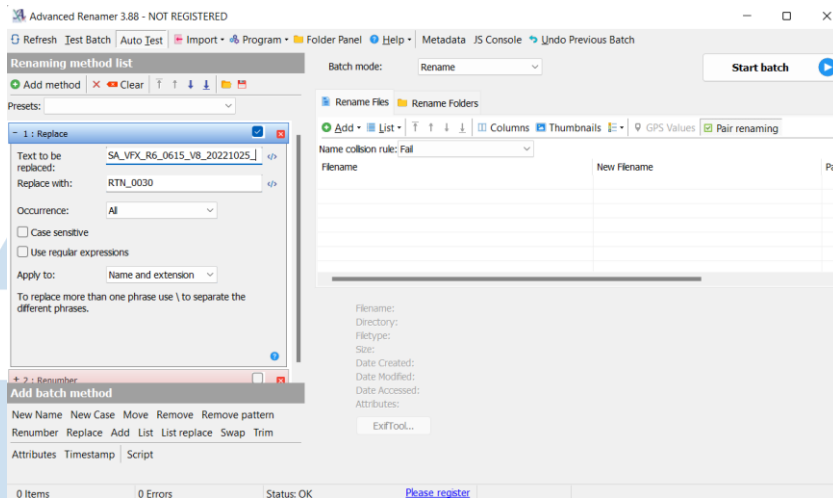 Advanced Renamer 3.88 - NOT REGISTERED
Refresh Test Batch Auto Test Import Program Folder Panel Help Metadata JS Console Undo Previous Batch
Renaming method list
Add method Clear
Presets:
1 : Replace
Text to be replaced: SA_VFX_R6_0615_V8_20221025_
Replace with: RTN_0030
Occurrence: All
Case sensitive
Use regular expressions
Apply to: Name and extension
To replace more than one phrase use \ to separate the
different phrases.
2 : Renumber
Add batch method
New Name New Case Move Remove Remove pattern
Renumber Replace Add List List replace Swap Trim
Attributes Timestamp Script
Batch mode: Rename Start batch
Rename Files Rename Folders
Add List Columns Thumbnails GPS Values Pair renaming
Name collision rule: Fail
Filename New Filename Pa
Filename:
Directory:
Filetype:
Size:
Date Created:
Date Modified:
Date Accessed:
Attributes:
ExifTool...
0 Items 0 Errors Status: OK Please register